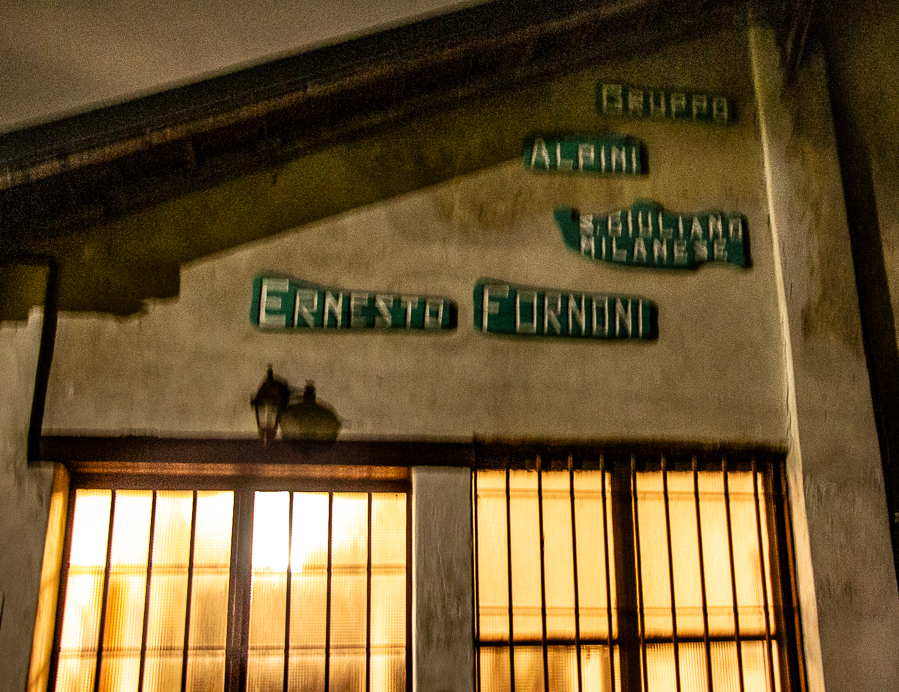 GRUPPO
ALPINI
S. GIULIANO
MILANESE
ERNESTO FORNONI